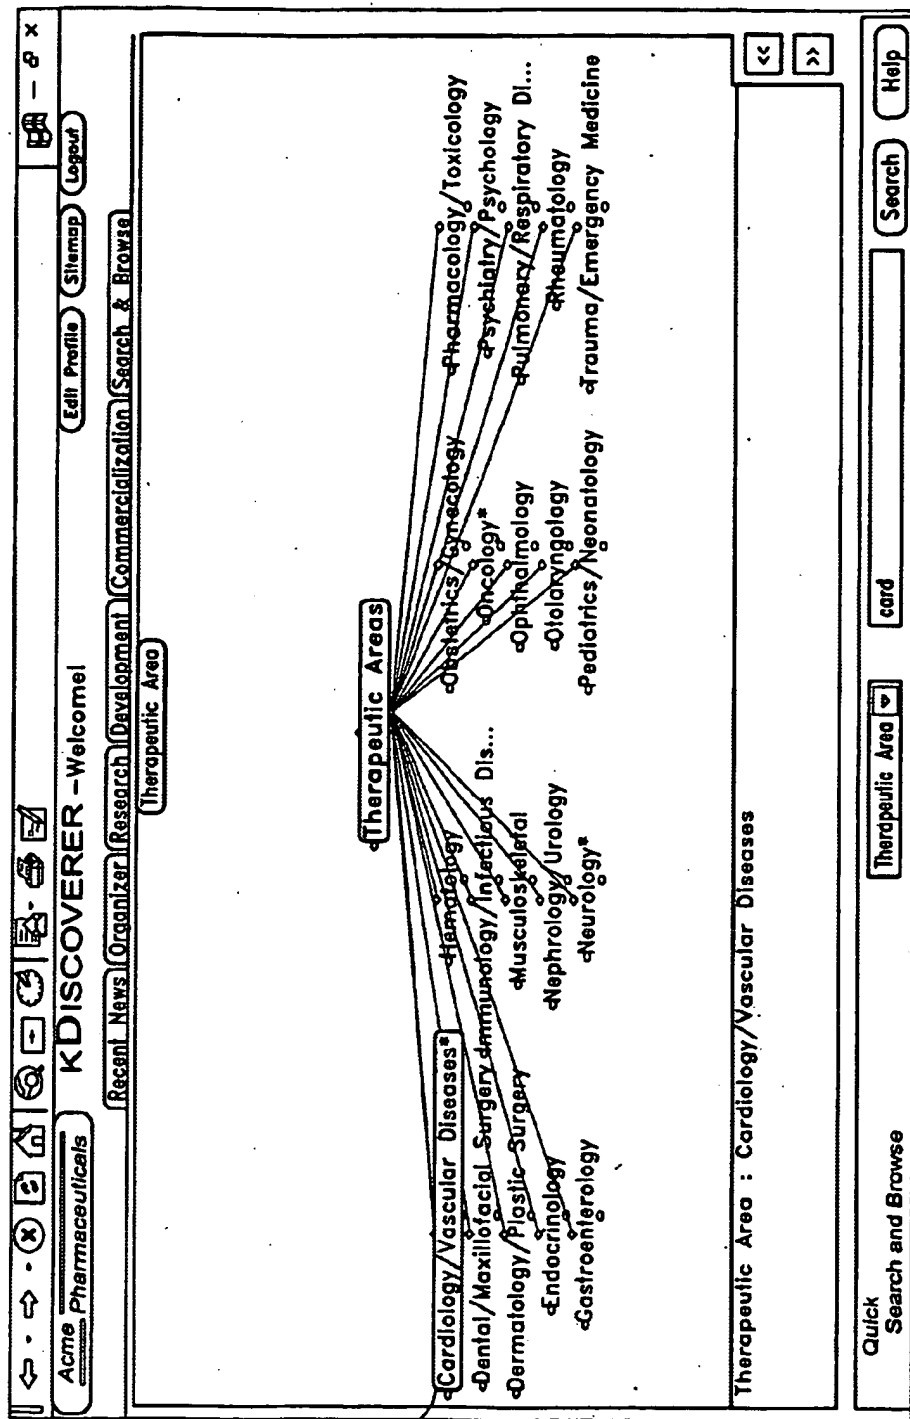 Acme
Pharmaceuticals
KDISCOVERER -Welcome!
Edit Profile Sitemap Logout
Recent News Organizer Research Development Commercialization Search & Browse
Therapeutic Area
Therapeutic Areas
Cardiology/Vascular Diseases*
Dental/Maxillofacial Surgery
Dermatology/Plastic Surgery
Endocrinology
Gastroenterology
Hematology
Immunology/Infectious Dis...
Musculoskeletal
Nephrology/Urology
Neurology*
Obstetrics/Gynecology
Oncology*
Ophthalmology
Otolaryngology
Pediatrics/Neonatology
Pharmacology/Toxicology
Psychiatry/Psychology
Pulmonary/Respiratory Di...
Rheumatology
Trauma/Emergency Medicine
Therapeutic Area : Cardiology/Vascular Diseases
<<
>>
Quick
Search and Browse
Therapeutic Area card Search Help